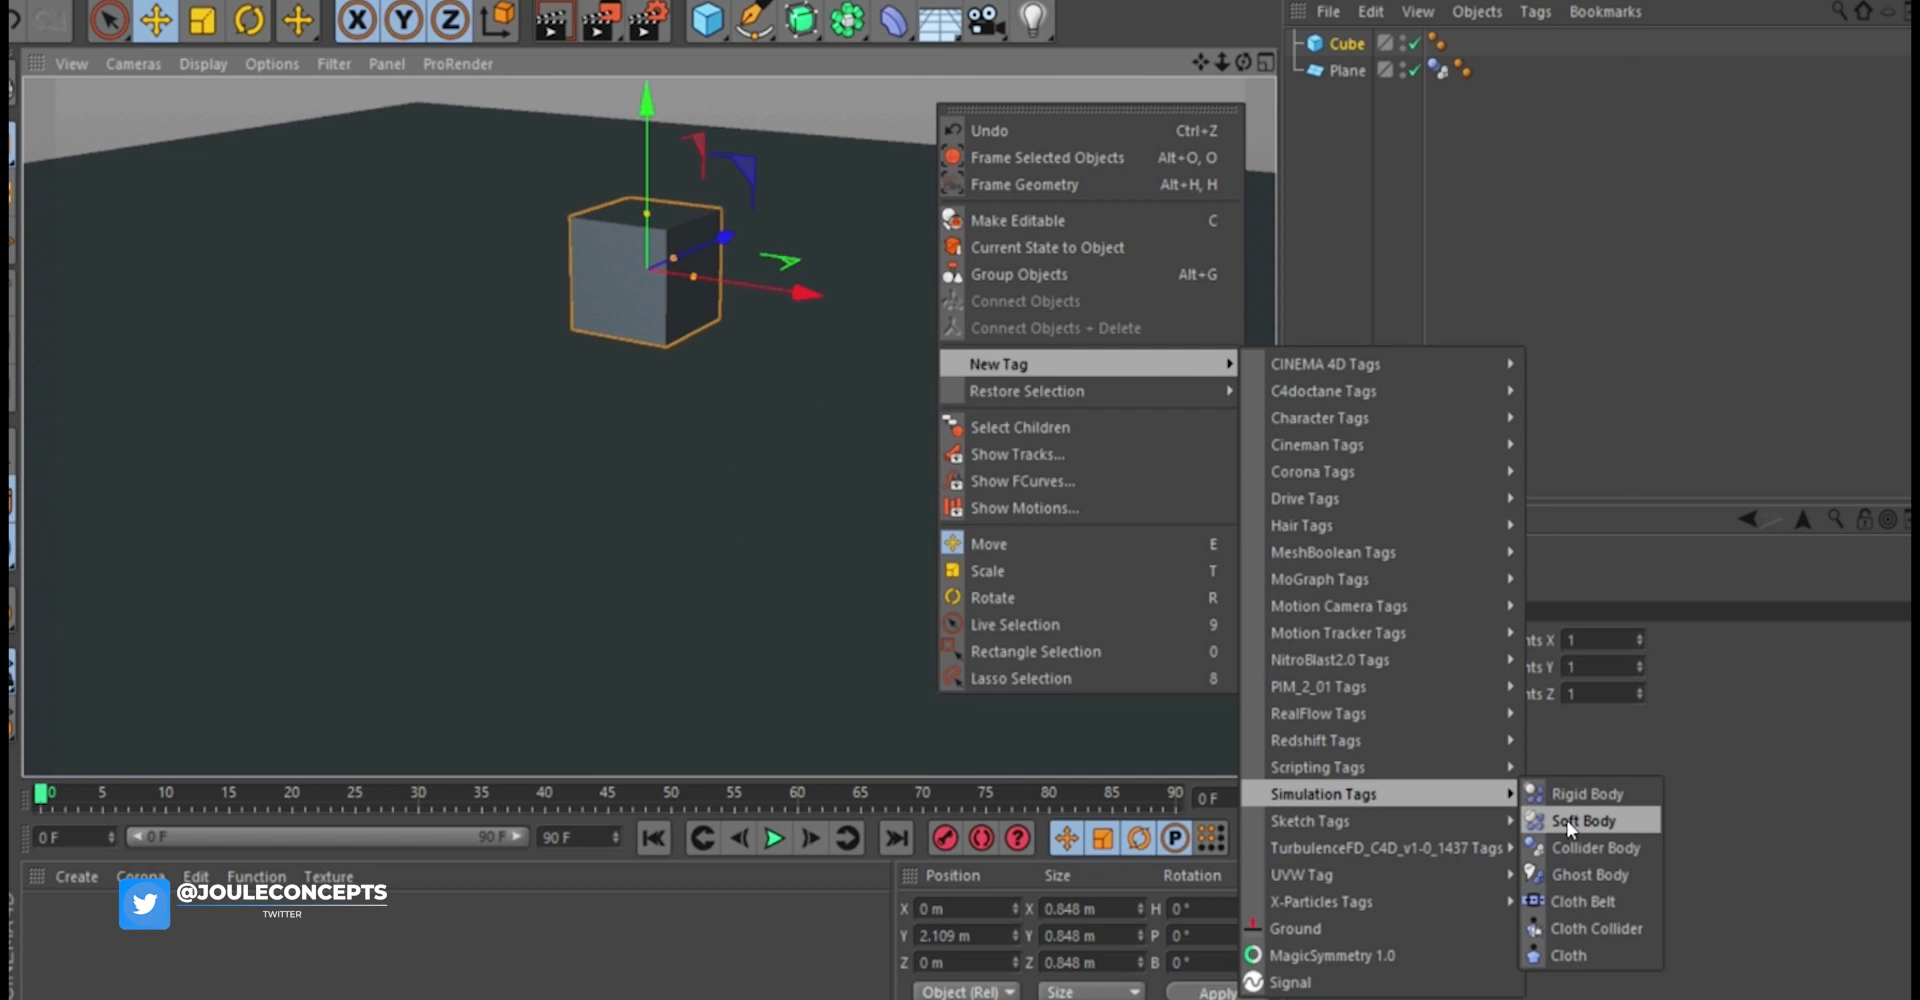 X Y Z
File Edit View Objects Tags Bookmarks
View Cameras Display Options Filter Panel ProRender
Cube
Plane
Undo Ctrl+Z
Frame Selected Objects Alt+O, O
Frame Geometry Alt+H, H
Make Editable C
Current State to Object
Group Objects Alt+G
Connect Objects
Connect Objects + Delete
New Tag
Restore Selection
Select Children
Show Tracks...
Show FCurves...
Show Motions...
Move E
Scale T
Rotate R
Live Selection 9
Rectangle Selection 0
Lasso Selection 8
CINEMA 4D Tags
C4doctane Tags
Character Tags
Cineman Tags
Corona Tags
Drive Tags
Hair Tags
MeshBoolean Tags
MoGraph Tags
Motion Camera Tags
Motion Tracker Tags
NitroBlast2.0 Tags
PIM_2_01 Tags
RealFlow Tags
Redshift Tags
Scripting Tags
Simulation Tags
Sketch Tags
TurbulenceFD_C4D_v1-0_1437 Tags
UVW Tag
X-Particles Tags
Ground
MagicSymmetry 1.0
Signal
Rigid Body
Soft Body
Collider Body
Ghost Body
Cloth Belt
Cloth Collider
Cloth
nts X 1
nts Y 1
nts Z 1
0 5 10 15 20 25 30 35 40 45 50 55 60 65 70 75 80 85 90 0 F
0 F 0 F 90 F 90 F
? P
Create Corona Edit Function Texture
@JOULECONCEPTS
TWITTER
Position Size Rotation
X 0 m X 0.848 m H 0 °
Y 2.109 m Y 0.848 m P 0 °
Z 0 m Z 0.848 m B 0 °
Object (Rel) Size Apply